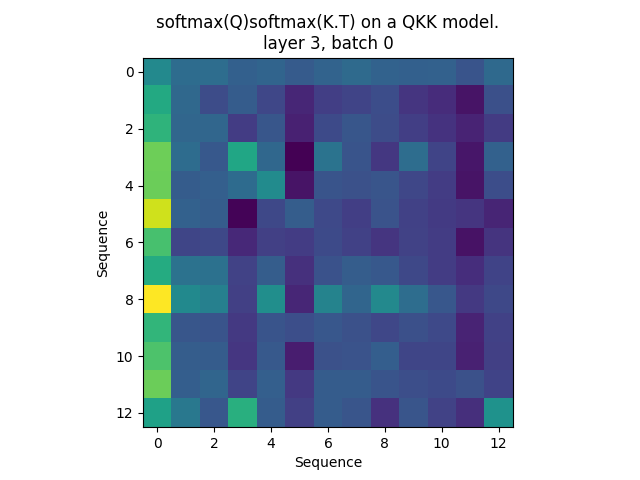 softmax(Q)softmax(K.T) on a QKK model.
layer 3, batch 0
0
2
4
6
8
10
12
Sequence
0 2 4 6 8 10 12
Sequence